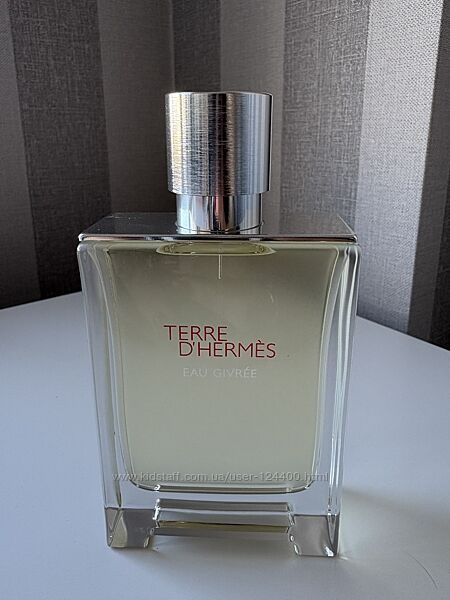 TERRE
D'HERMÈS
EAU GIVRÉE
www.kidstaff.com.ua/user-124400.html